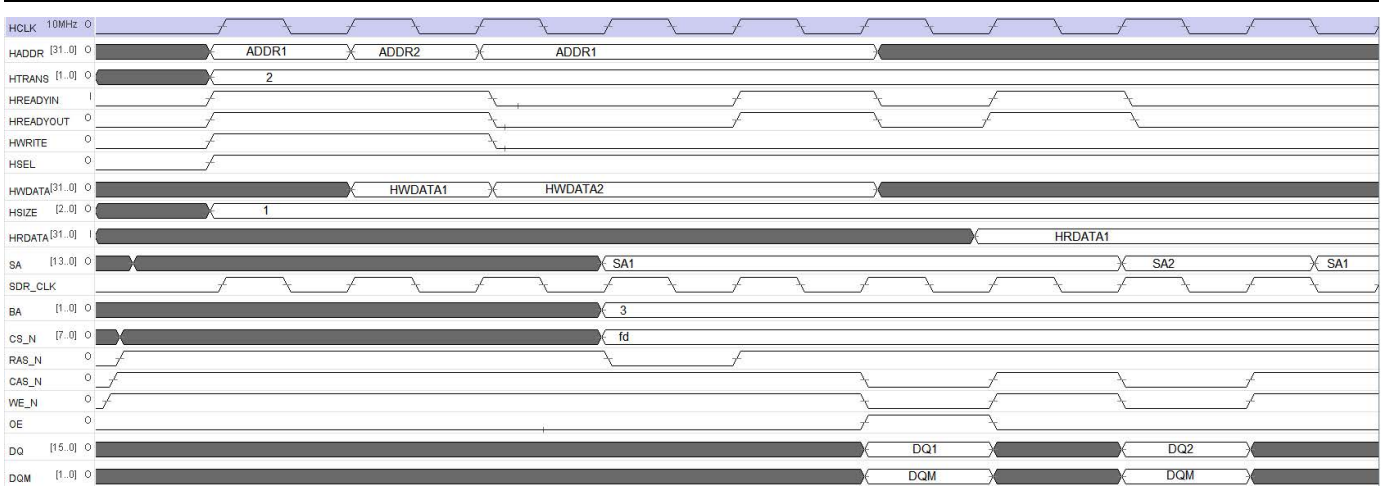 HCLK 10MHz O
HADDR [31..0] O ADDR1 ADDR2 ADDR1
HTRANS [1..0] O 2
HREADYIN I
HREADYOUT O
HWRITE O
HSEL O
HWDATA [31..0] O HWDATA1 HWDATA2
HSIZE [2..0] O 1
HRDATA [31..0] I HRDATA1
SA [13..0] O SA1 SA2 SA1
SDR_CLK O
BA [1..0] O 3
CS_N [7..0] O fd
RAS_N O
CAS_N O
WE_N O
OE O
DQ [15..0] O DQ1 DQ2
DQM [1..0] O DQM DQM